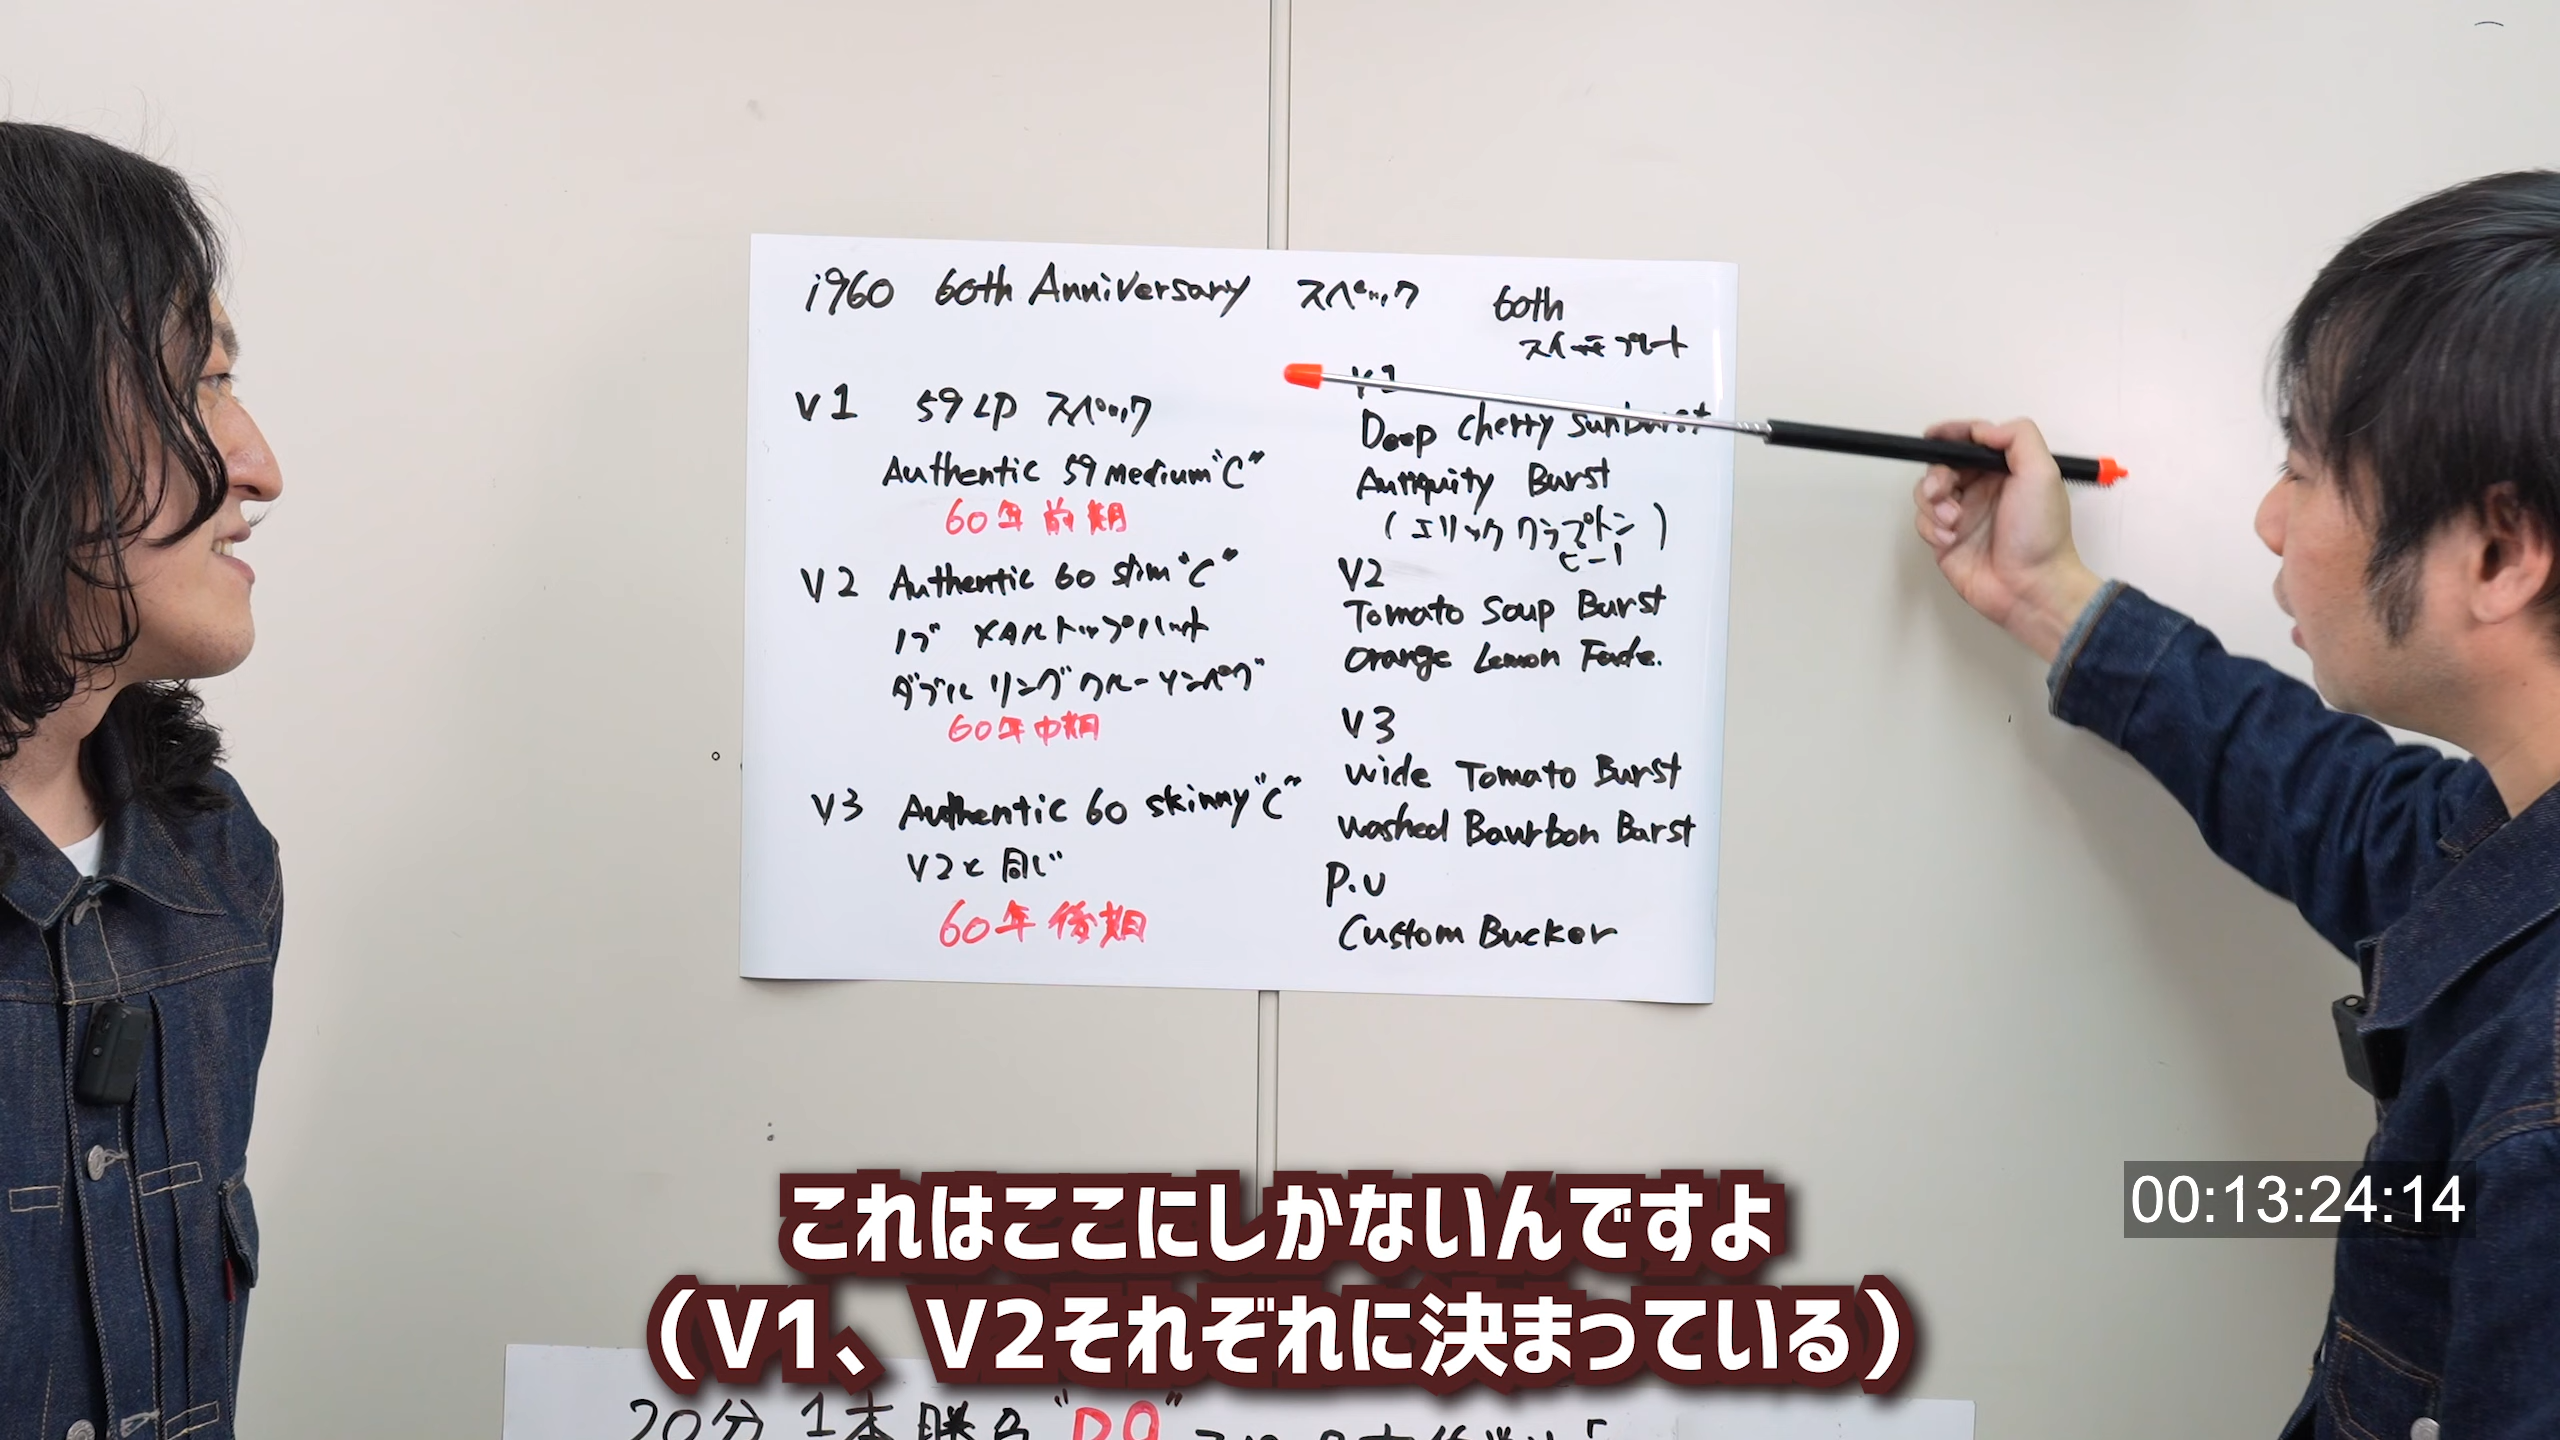 1960 60th Anniversary スペック
60th
スイッチプレート
V1 59 LP スペック
Authentic 59 medium "C"
60年前期
V2 Authentic 60 slim "C"
ノブ メタルトップハット
ダブルリングクルーソンペグ
60年中期
V3 Authentic 60 skinny "C"
V2と同じ
60年後期
V1
Deep Cherry Sunburst
Antiquity Burst
(エリッククラプトン)
ビーノ
V2
Tomato Soup Burst
Orange Lemon Fade.
V3
Wide Tomato Burst
Washed Bourbon Barst
P.U
Custom Bucker
これはここにしかないんですよ
（V1、V2それぞれに決まっている）
00:13:24:14
20分 1本勝負